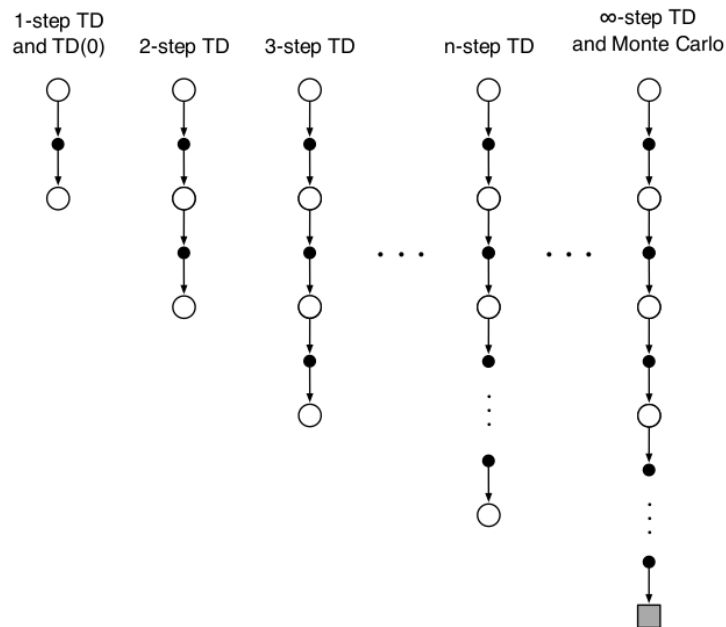 1-step TD
and TD(0)
2-step TD
3-step TD
n-step TD
∞-step TD
and Monte Carlo